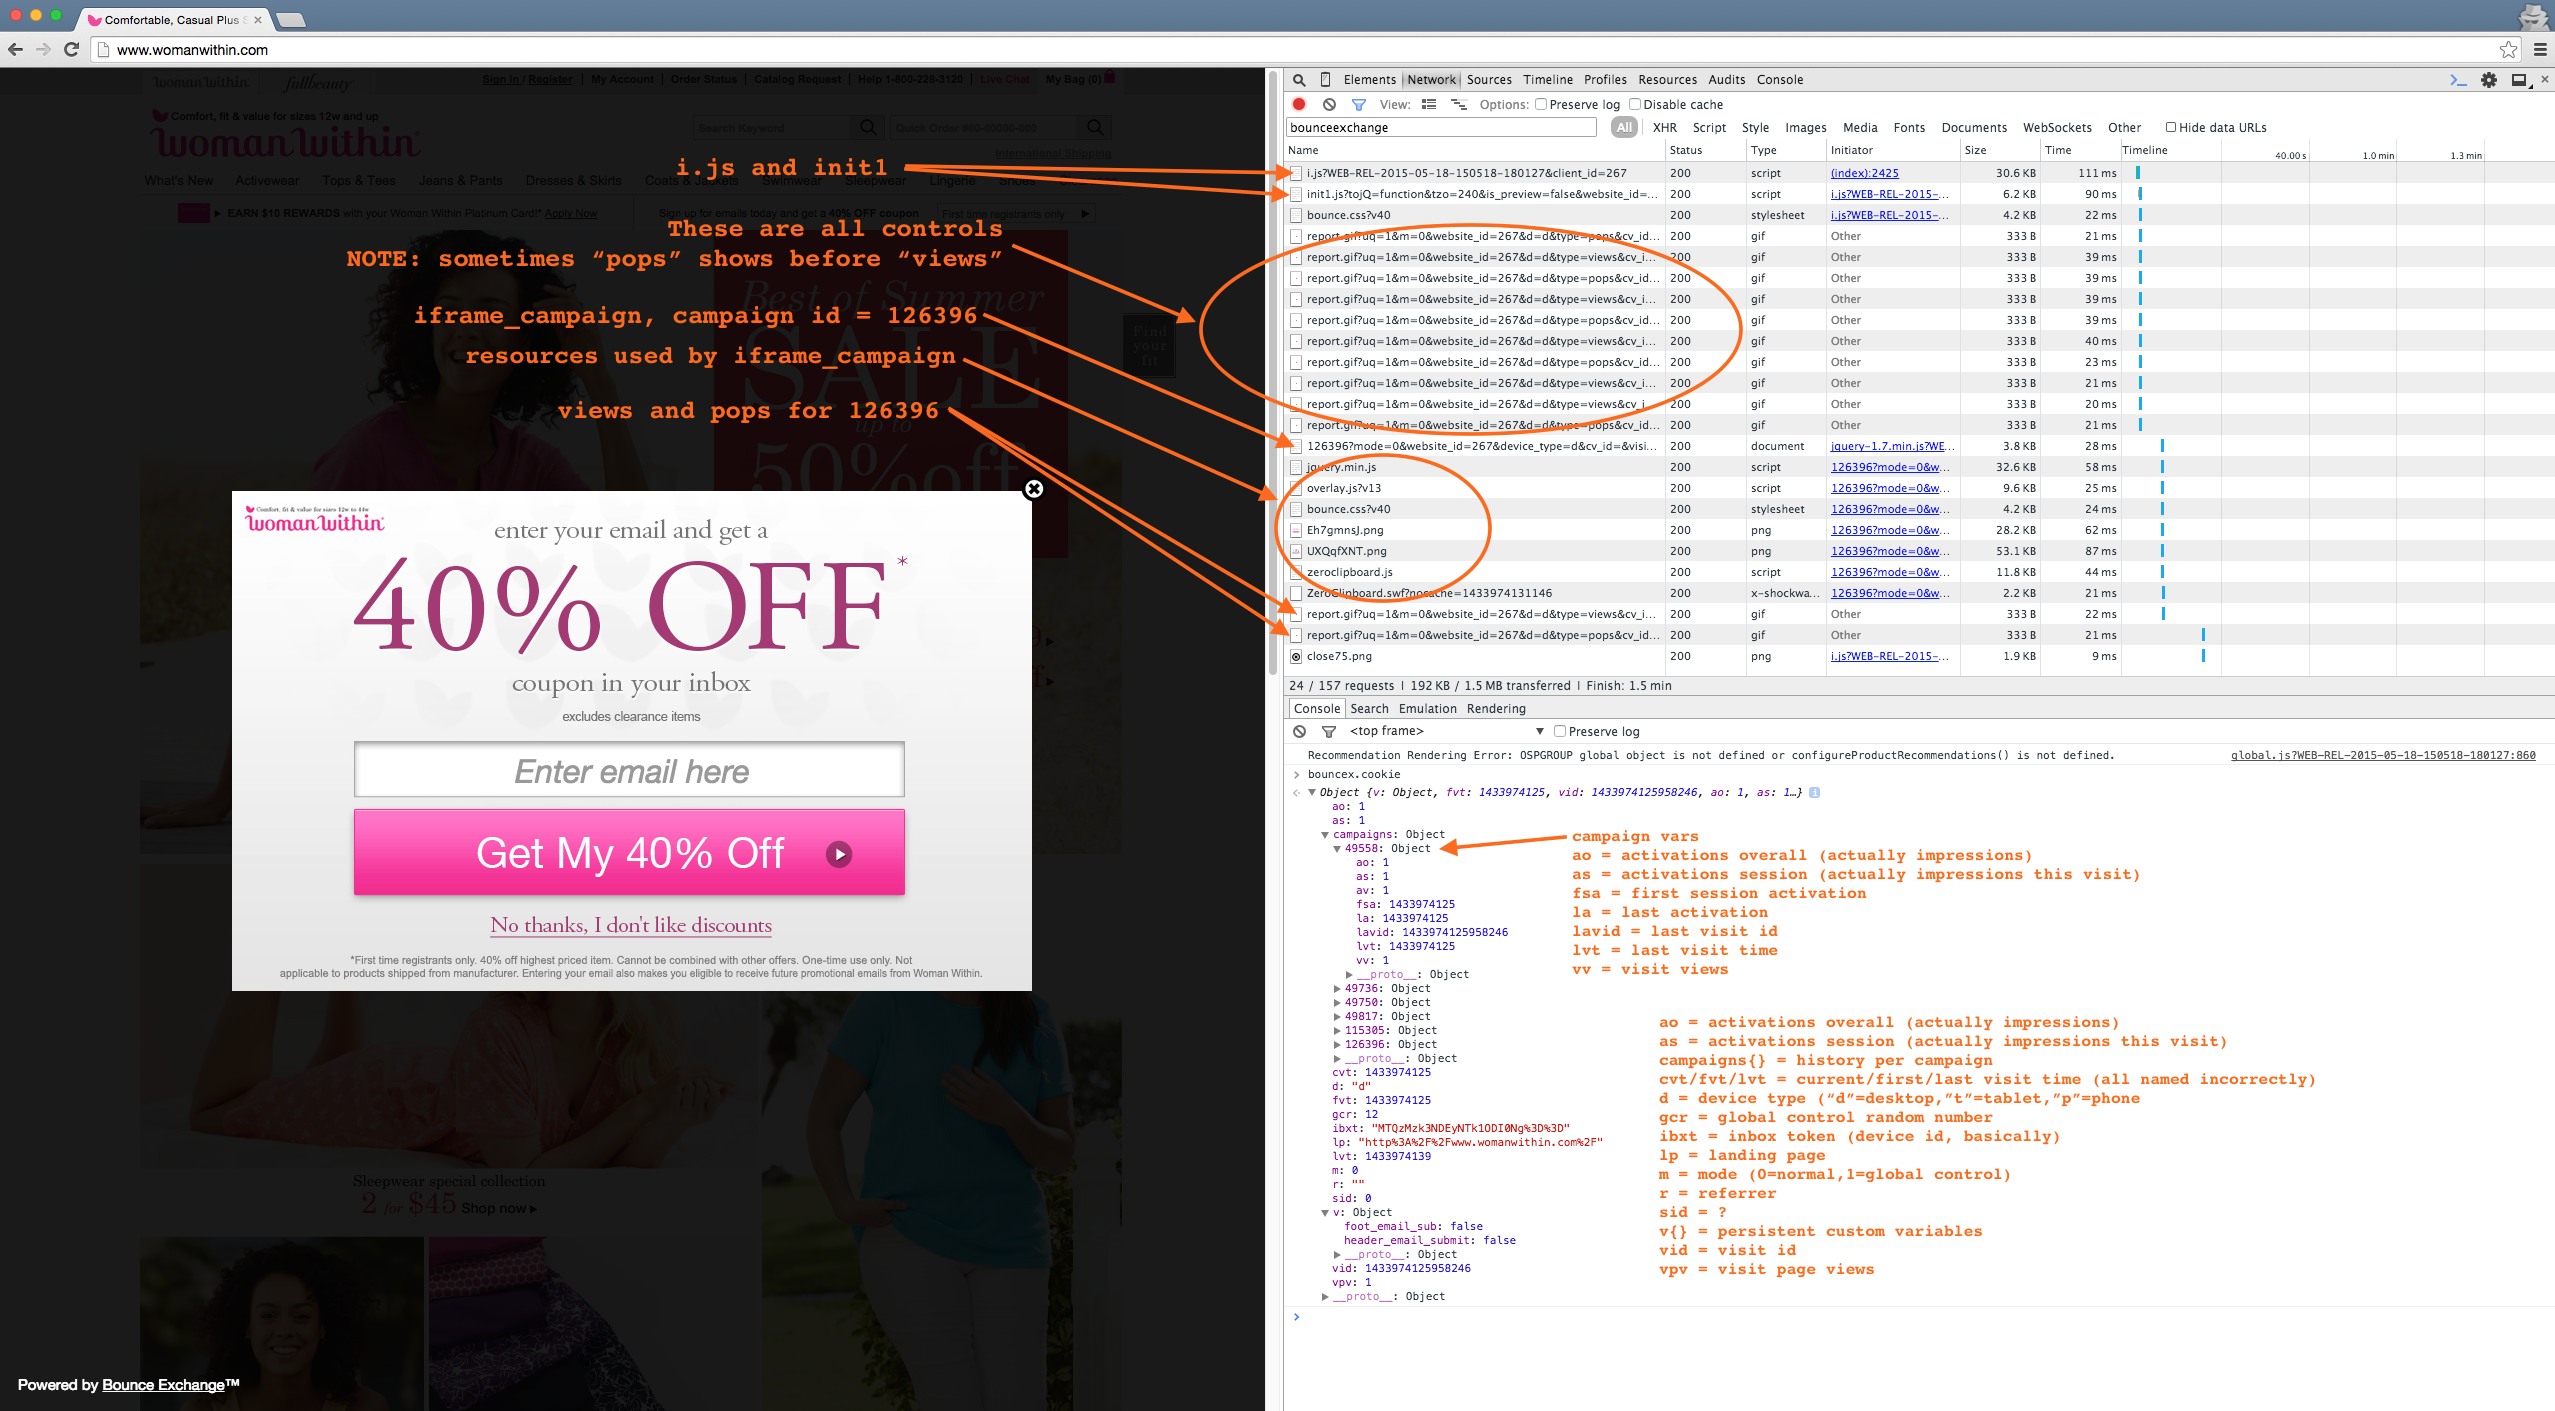 Comfortable, Casual Plus S
www.womanwithin.com
woman within fullbeauty Sign In / Register | My Account | Order Status | Catalog Request | Help 1-800-228-3120 | Live Chat My Bag (0)
Comfort, fit & value for sizes 12w and up
woman within
Search Keyword Quick Order 800-00000-000
International Shipping
What's New Activewear Tops & Tees Jeans & Pants Dresses & Skirts Coats & Jackets Swimwear Sleepwear Lingerie Shoes
EARN $10 REWARDS with your Woman Within Platinum Card!* Apply Now Sign up for emails today and get a 40% OFF coupon First time registrants only
Best of Summer
SALE
up to
50% off
Find your fit
i.js and init1
These are all controls
NOTE: sometimes “pops” shows before “views”
iframe_campaign, campaign id = 126396
resources used by iframe_campaign
views and pops for 126396
Comfort, fit & value for sizes 12w to 44w
woman within
enter your email and get a
40% OFF*
coupon in your inbox
excludes clearance items
Enter email here
Get My 40% Off
No thanks, I don't like discounts
*First time registrants only. 40% off highest priced item. Cannot be combined with other offers. One-time use only. Not
applicable to products shipped from manufacturer. Entering your email also makes you eligible to receive future promotional emails from Woman Within.
Sleepwear special collection
2 for $45 Shop now
Powered by Bounce Exchange™
Elements Network Sources Timeline Profiles Resources Audits Console
View: Options: Preserve log Disable cache
bounceexchange All XHR Script Style Images Media Fonts Documents WebSockets Other Hide data URLs
Name Status Type Initiator Size Time Timeline 40.00 s 1.0 min 1.3 min
i.js?WEB-REL-2015-05-18-150518-180127&client_id=267 200 script (index):2425 30.6 KB 111 ms
init1.js?tojQ=function&tzo=240&is_preview=false&website_id=... 200 script i.js?WEB-REL-2015-... 6.2 KB 90 ms
bounce.css?v40 200 stylesheet i.js?WEB-REL-2015-... 4.2 KB 22 ms
report.gif?uq=1&m=0&website_id=267&d=d&type=pops&cv_id... 200 gif Other 333 B 21 ms
report.gif?uq=1&m=0&website_id=267&d=d&type=views&cv_i... 200 gif Other 333 B 39 ms
report.gif?uq=1&m=0&website_id=267&d=d&type=pops&cv_id... 200 gif Other 333 B 39 ms
report.gif?uq=1&m=0&website_id=267&d=d&type=views&cv_i... 200 gif Other 333 B 39 ms
report.gif?uq=1&m=0&website_id=267&d=d&type=pops&cv_id... 200 gif Other 333 B 39 ms
report.gif?uq=1&m=0&website_id=267&d=d&type=views&cv_i... 200 gif Other 333 B 40 ms
report.gif?uq=1&m=0&website_id=267&d=d&type=pops&cv_id... 200 gif Other 333 B 23 ms
report.gif?uq=1&m=0&website_id=267&d=d&type=views&cv_i... 200 gif Other 333 B 21 ms
report.gif?uq=1&m=0&website_id=267&d=d&type=views&cv_i... 200 gif Other 333 B 20 ms
report.gif?uq=1&m=0&website_id=267&d=d&type=pops&cv_id... 200 gif Other 333 B 21 ms
126396?mode=0&website_id=267&device_type=d&cv_id=&visi... 200 document jquery-1.7.min.js?WE... 3.8 KB 28 ms
jquery.min.js 200 script 126396?mode=0&w... 32.6 KB 58 ms
overlay.js?v13 200 script 126396?mode=0&w... 9.6 KB 25 ms
bounce.css?v40 200 stylesheet 126396?mode=0&w... 4.2 KB 24 ms
Eh7gmnsJ.png 200 png 126396?mode=0&w... 28.2 KB 62 ms
UXQqfXNT.png 200 png 126396?mode=0&w... 53.1 KB 87 ms
zeroclipboard.js 200 script 126396?mode=0&w... 11.8 KB 44 ms
ZeroClipboard.swf?nocache=1433974131146 200 x-shockwa... 126396?mode=0&w... 2.2 KB 21 ms
report.gif?uq=1&m=0&website_id=267&d=d&type=views&cv_i... 200 gif Other 333 B 22 ms
report.gif?uq=1&m=0&website_id=267&d=d&type=pops&cv_id... 200 gif Other 333 B 21 ms
close75.png 200 png i.js?WEB-REL-2015-... 1.9 KB 9 ms
24 / 157 requests | 192 KB / 1.5 MB transferred | Finish: 1.5 min
Console Search Emulation Rendering
<top frame> Preserve log
Recommendation Rendering Error: OSPGROUP global object is not defined or configureProductRecommendations() is not defined. global.js?WEB-REL-2015-05-18-150518-180127:860
bouncex.cookie
Object {v: Object, fvt: 1433974125, vid: 1433974125958246, ao: 1, as: 1…}
ao: 1
as: 1
campaigns: Object
49558: Object
ao: 1
as: 1
av: 1
fsa: 1433974125
la: 1433974125
lavid: 1433974125958246
lvt: 1433974125
vv: 1
__proto__: Object
49736: Object
49750: Object
49817: Object
115305: Object
126396: Object
__proto__: Object
cvt: 1433974125
d: "d"
fvt: 1433974125
gcr: 12
ibxt: "MTQzMzk3NDEyNTk1ODI0Ng%3D%3D"
lp: "http%3A%2F%2Fwww.womanwithin.com%2F"
lvt: 1433974139
m: 0
r: ""
sid: 0
v: Object
foot_email_sub: false
header_email_submit: false
__proto__: Object
vid: 1433974125958246
vpv: 1
__proto__: Object
campaign vars
ao = activations overall (actually impressions)
as = activations session (actually impressions this visit)
fsa = first session activation
la = last activation
lavid = last visit id
lvt = last visit time
vv = visit views
ao = activations overall (actually impressions)
as = activations session (actually impressions this visit)
campaigns{} = history per campaign
cvt/fvt/lvt = current/first/last visit time (all named incorrectly)
d = device type (“d”=desktop,”t”=tablet,”p”=phone
gcr = global control random number
ibxt = inbox token (device id, basically)
lp = landing page
m = mode (0=normal,1=global control)
r = referrer
sid = ?
v{} = persistent custom variables
vid = visit id
vpv = visit page views